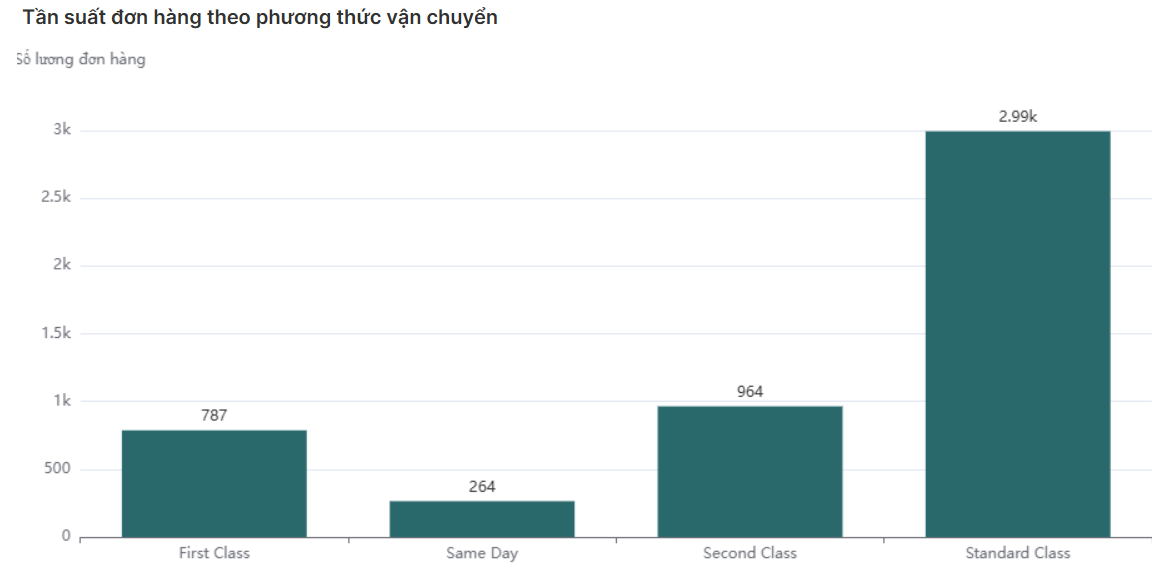 Tần suất đơn hàng theo phương thức vận chuyển
Số lương đơn hàng
3k
2.99k
2.5k
2k
1.5k
1k
964
787
500
264
0
First Class
Same Day
Second Class
Standard Class